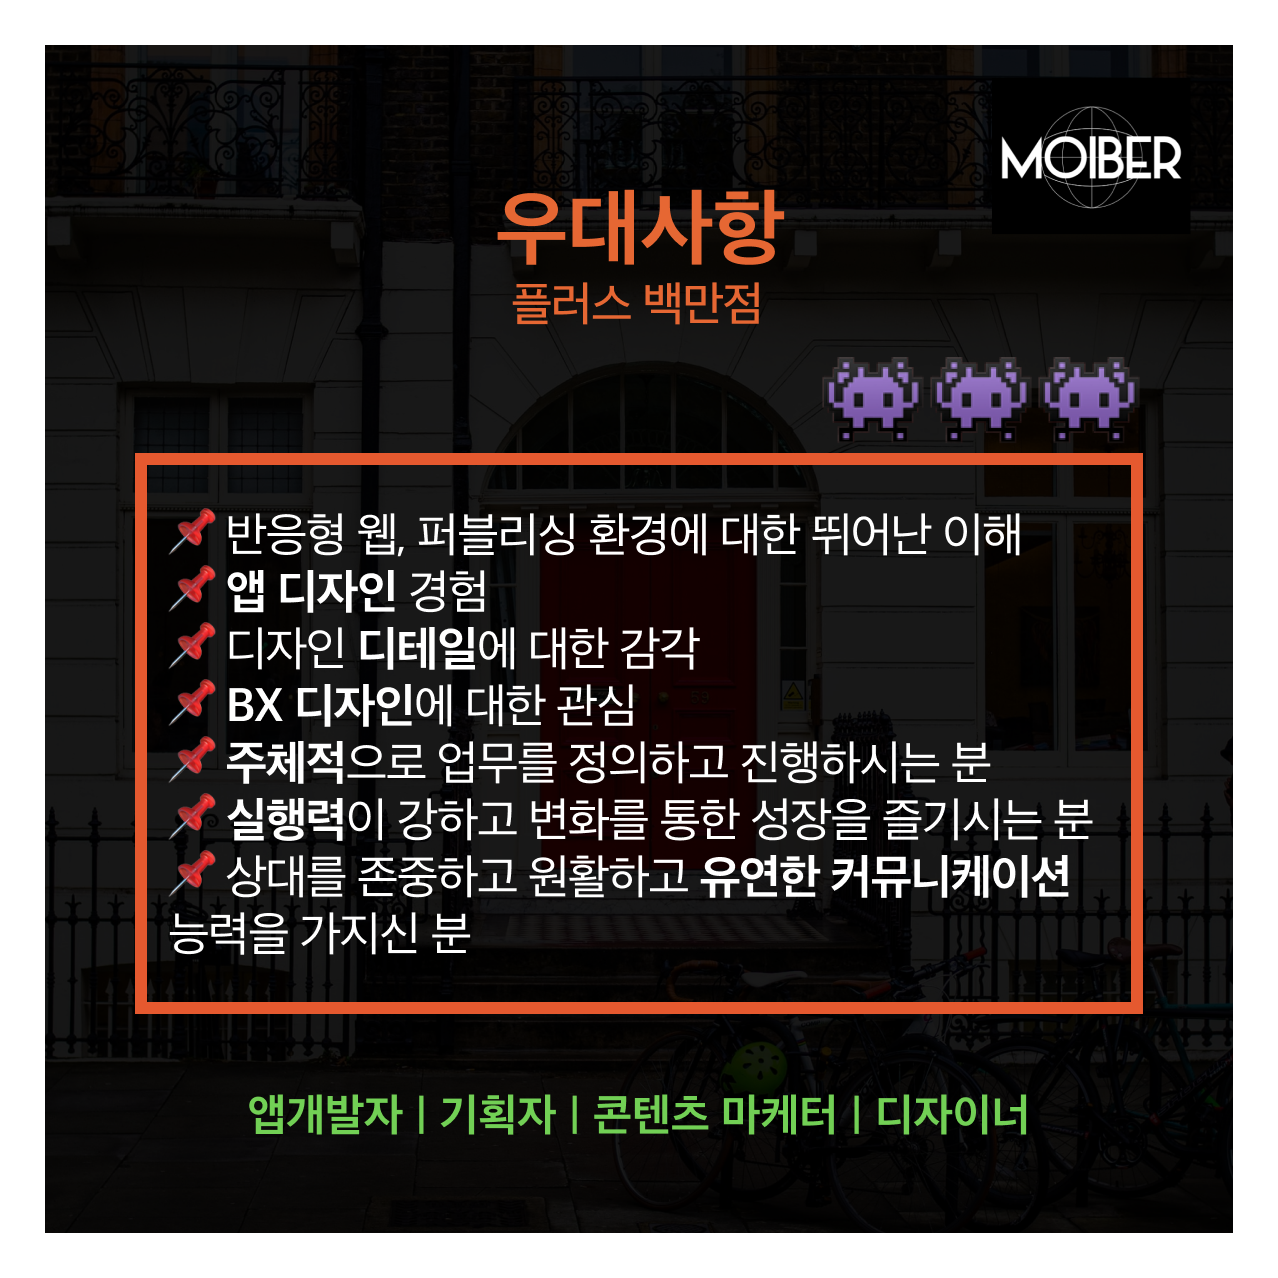 MOIBER
우대사항
플러스 백만점
📌 반응형 웹, 퍼블리싱 환경에 대한 뛰어난 이해
📌 앱 디자인 경험
📌 디자인 디테일에 대한 감각
📌 BX 디자인에 대한 관심
📌 주체적으로 업무를 정의하고 진행하시는 분
📌 실행력이 강하고 변화를 통한 성장을 즐기시는 분
📌 상대를 존중하고 원활하고 유연한 커뮤니케이션
능력을 가지신 분
앱개발자 | 기획자 | 콘텐츠 마케터 | 디자이너